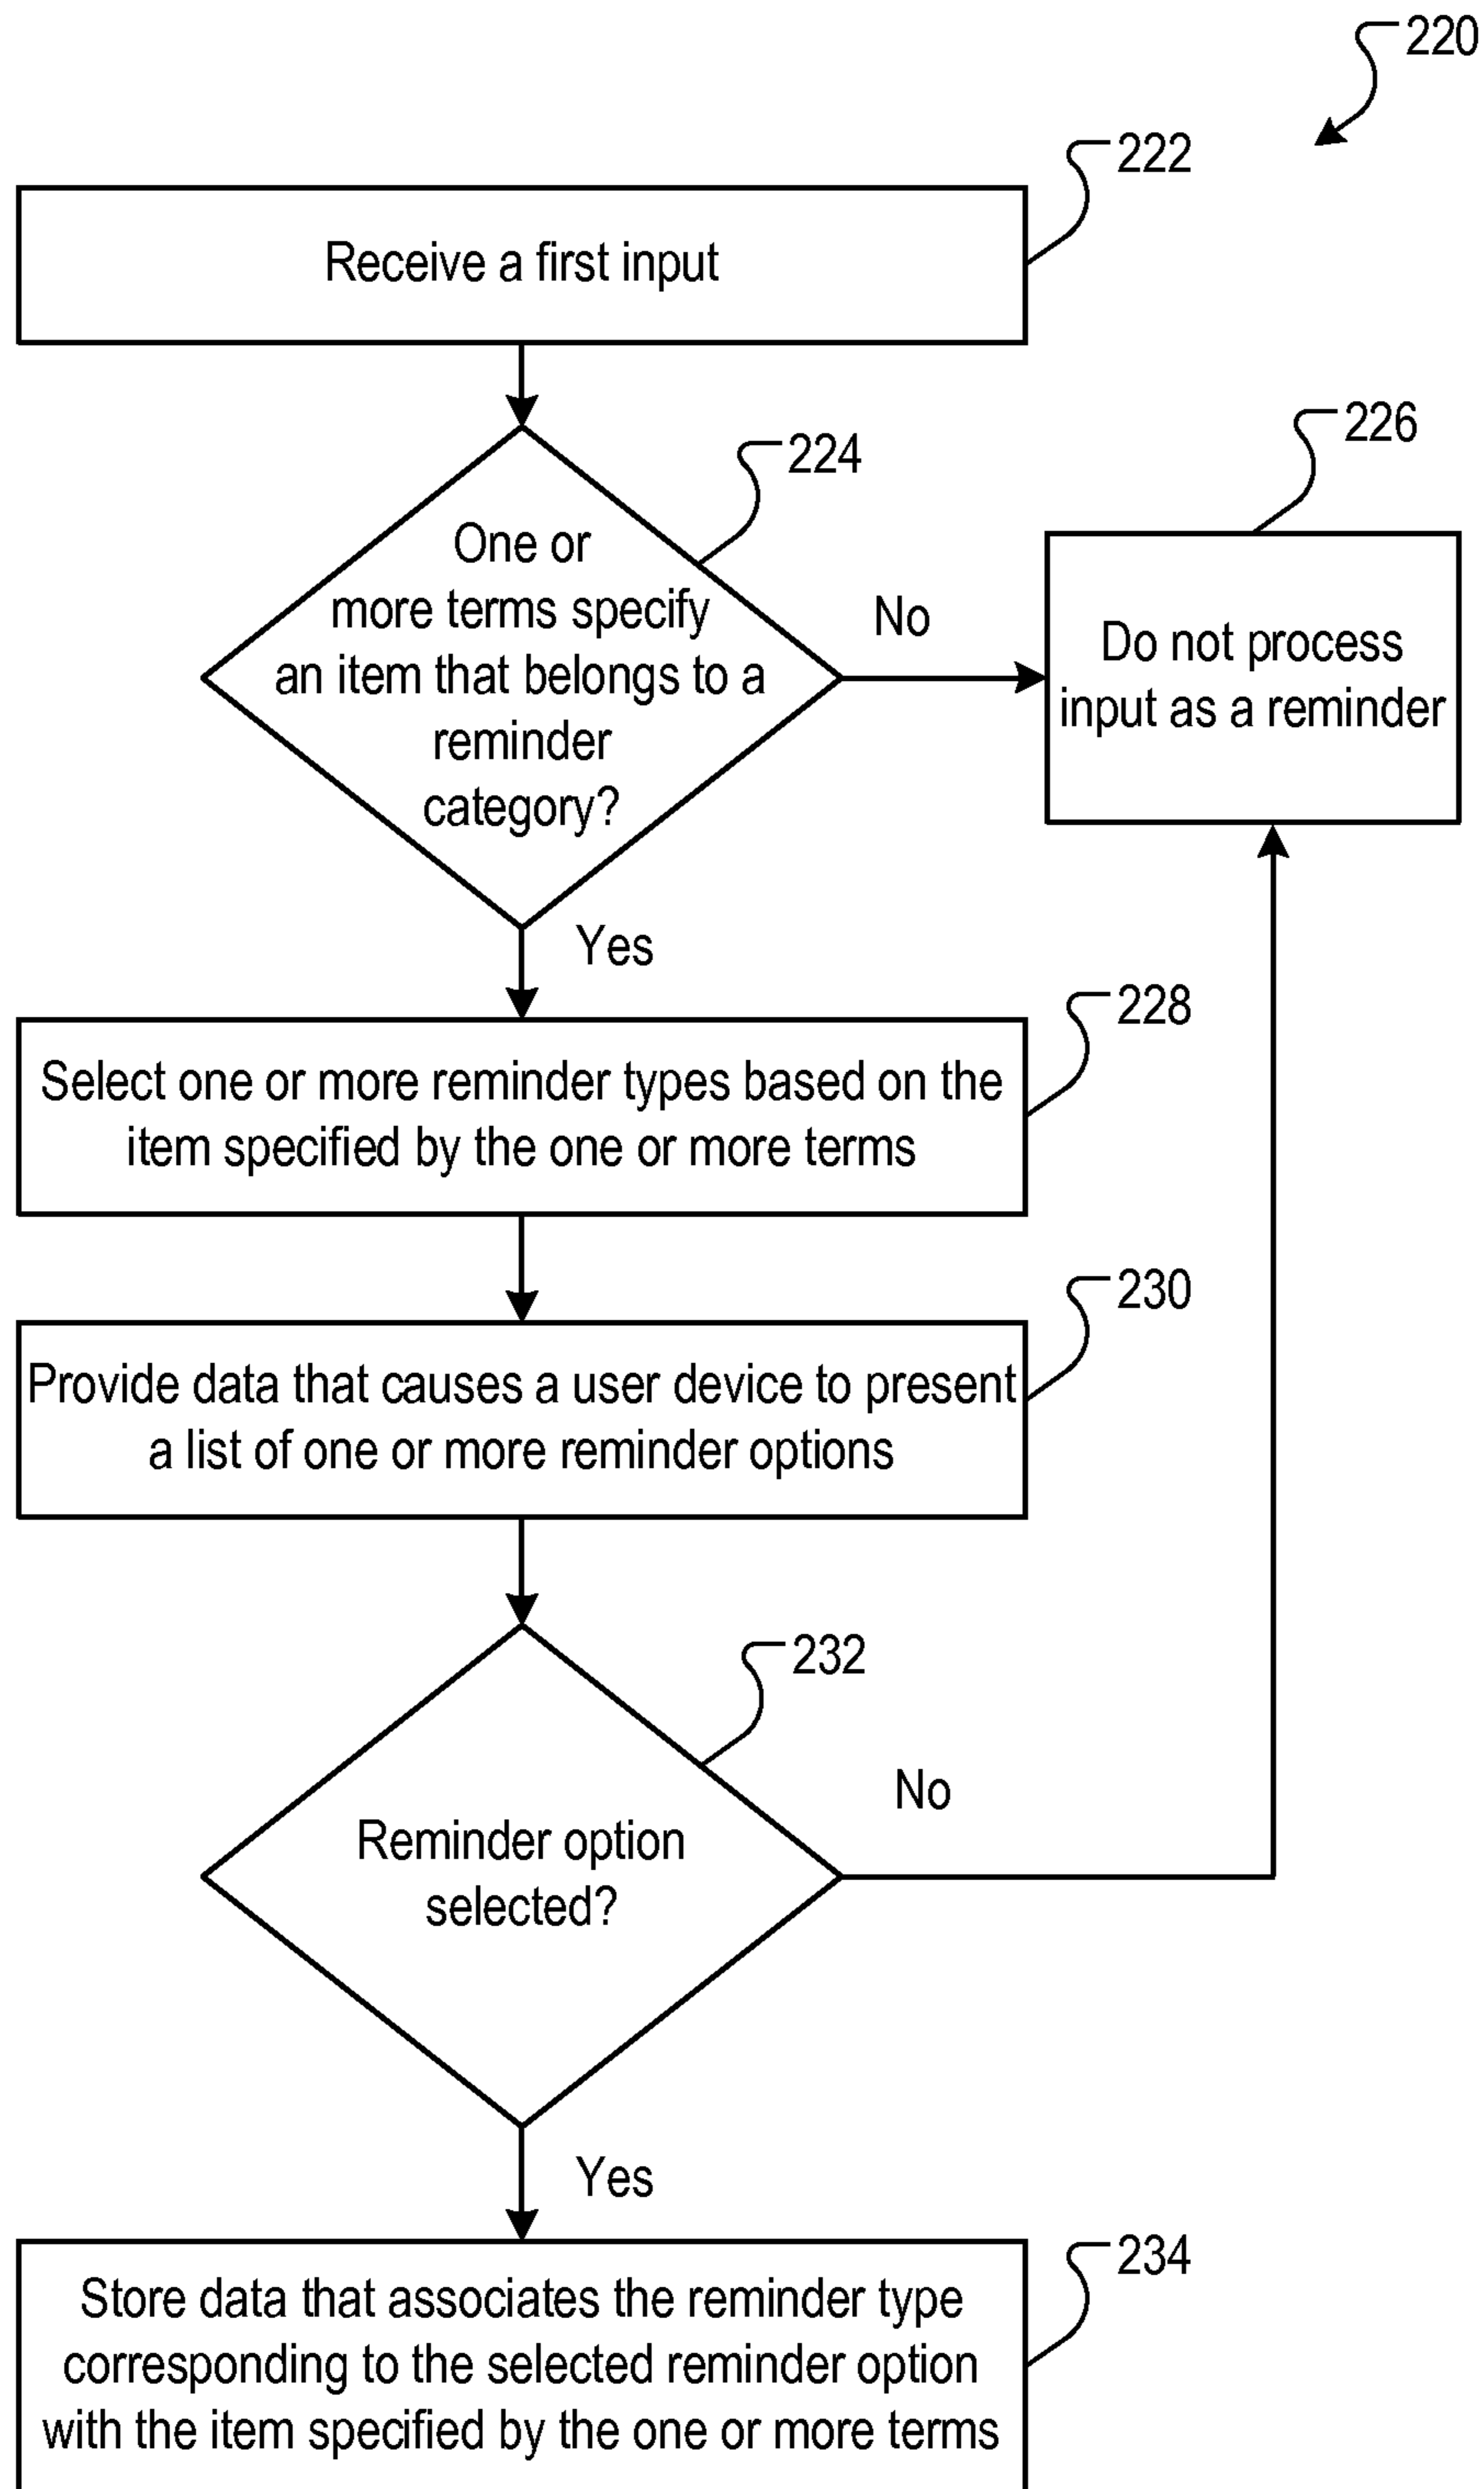 220
222
Receive a first input
224
One or
more terms specify
an item that belongs to a
reminder
category?
No
226
Do not process
input as a reminder
Yes
228
Select one or more reminder types based on the
item specified by the one or more terms
230
Provide data that causes a user device to present
a list of one or more reminder options
232
Reminder option
selected?
No
Yes
234
Store data that associates the reminder type
corresponding to the selected reminder option
with the item specified by the one or more terms